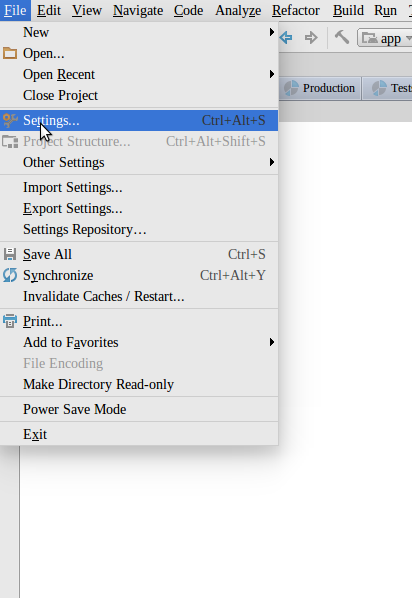 File Edit View Navigate Code Analyze Refactor Build Run
New
Open...
app
Open Recent
Close Project
Production Tests
Settings... Ctrl+Alt+S
Project Structure... Ctrl+Alt+Shift+S
Other Settings
Import Settings...
Export Settings...
Settings Repository...
Save All Ctrl+S
Synchronize Ctrl+Alt+Y
Invalidate Caches / Restart...
Print...
Add to Favorites
File Encoding
Make Directory Read-only
Power Save Mode
Exit